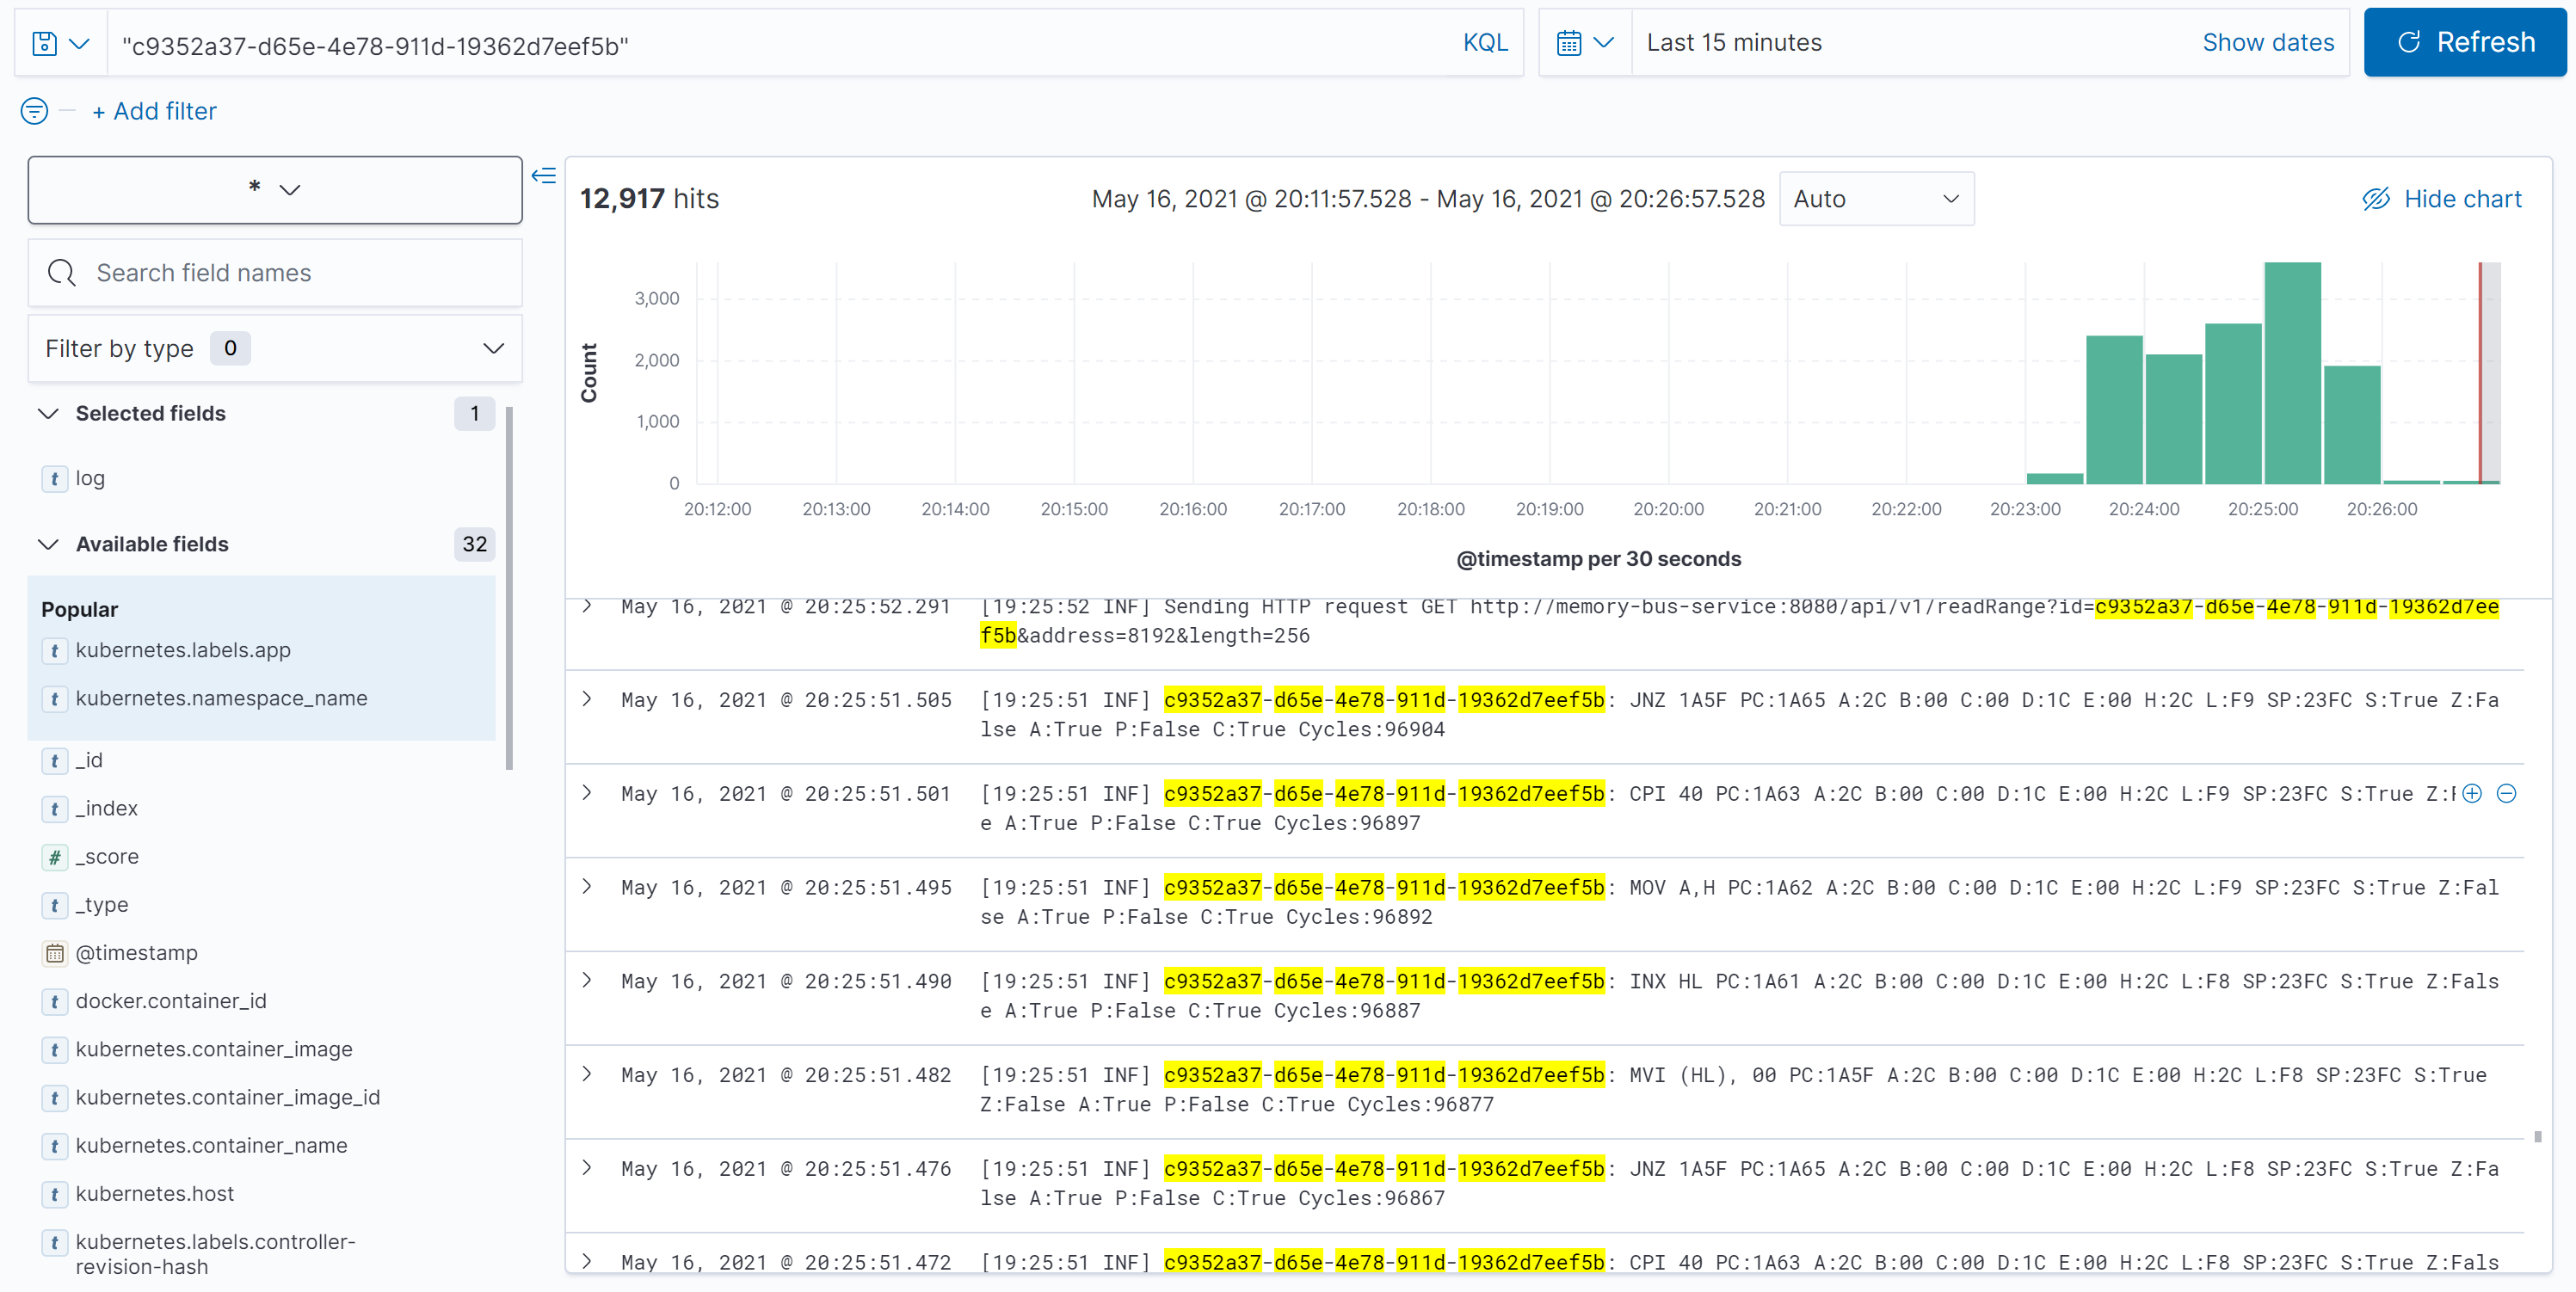 "c9352a37-d65e-4e78-911d-19362d7eef5b"
KQL
Last 15 minutes
Show dates
Refresh
+ Add filter
*
Search field names
Filter by type 0
Selected fields 1
t log
Available fields 32
Popular
t kubernetes.labels.app
t kubernetes.namespace_name
t _id
t _index
# _score
t _type
@timestamp
t docker.container_id
t kubernetes.container_image
t kubernetes.container_image_id
t kubernetes.container_name
t kubernetes.host
t kubernetes.labels.controller-
revision-hash
12,917 hits
May 16, 2021 @ 20:11:57.528 - May 16, 2021 @ 20:26:57.528
Auto
Hide chart
Count
3,000
2,000
1,000
0
20:12:00 20:13:00 20:14:00 20:15:00 20:16:00 20:17:00 20:18:00 20:19:00 20:20:00 20:21:00 20:22:00 20:23:00 20:24:00 20:25:00 20:26:00
@timestamp per 30 seconds
May 16, 2021 @ 20:25:52.291 [19:25:52 INF] Sending HTTP request GET http://memory-bus-service:8080/api/v1/readRange?id=c9352a37-d65e-4e78-911d-19362d7ee
f5b&address=8192&length=256
May 16, 2021 @ 20:25:51.505 [19:25:51 INF] c9352a37-d65e-4e78-911d-19362d7eef5b: JNZ 1A5F PC:1A65 A:2C B:00 C:00 D:1C E:00 H:2C L:F9 SP:23FC S:True Z:Fa
lse A:True P:False C:True Cycles:96904
May 16, 2021 @ 20:25:51.501 [19:25:51 INF] c9352a37-d65e-4e78-911d-19362d7eef5b: CPI 40 PC:1A63 A:2C B:00 C:00 D:1C E:00 H:2C L:F9 SP:23FC S:True Z:F
e A:True P:False C:True Cycles:96897
May 16, 2021 @ 20:25:51.495 [19:25:51 INF] c9352a37-d65e-4e78-911d-19362d7eef5b: MOV A,H PC:1A62 A:2C B:00 C:00 D:1C E:00 H:2C L:F9 SP:23FC S:True Z:Fal
se A:True P:False C:True Cycles:96892
May 16, 2021 @ 20:25:51.490 [19:25:51 INF] c9352a37-d65e-4e78-911d-19362d7eef5b: INX HL PC:1A61 A:2C B:00 C:00 D:1C E:00 H:2C L:F8 SP:23FC S:True Z:Fals
e A:True P:False C:True Cycles:96887
May 16, 2021 @ 20:25:51.482 [19:25:51 INF] c9352a37-d65e-4e78-911d-19362d7eef5b: MVI (HL), 00 PC:1A5F A:2C B:00 C:00 D:1C E:00 H:2C L:F8 SP:23FC S:True
Z:False A:True P:False C:True Cycles:96877
May 16, 2021 @ 20:25:51.476 [19:25:51 INF] c9352a37-d65e-4e78-911d-19362d7eef5b: JNZ 1A5F PC:1A65 A:2C B:00 C:00 D:1C E:00 H:2C L:F8 SP:23FC S:True Z:Fa
lse A:True P:False C:True Cycles:96867
May 16, 2021 @ 20:25:51.472 [19:25:51 INF] c9352a37-d65e-4e78-911d-19362d7eef5b: CPI 40 PC:1A63 A:2C B:00 C:00 D:1C E:00 H:2C L:F8 SP:23FC S:True Z:Fals